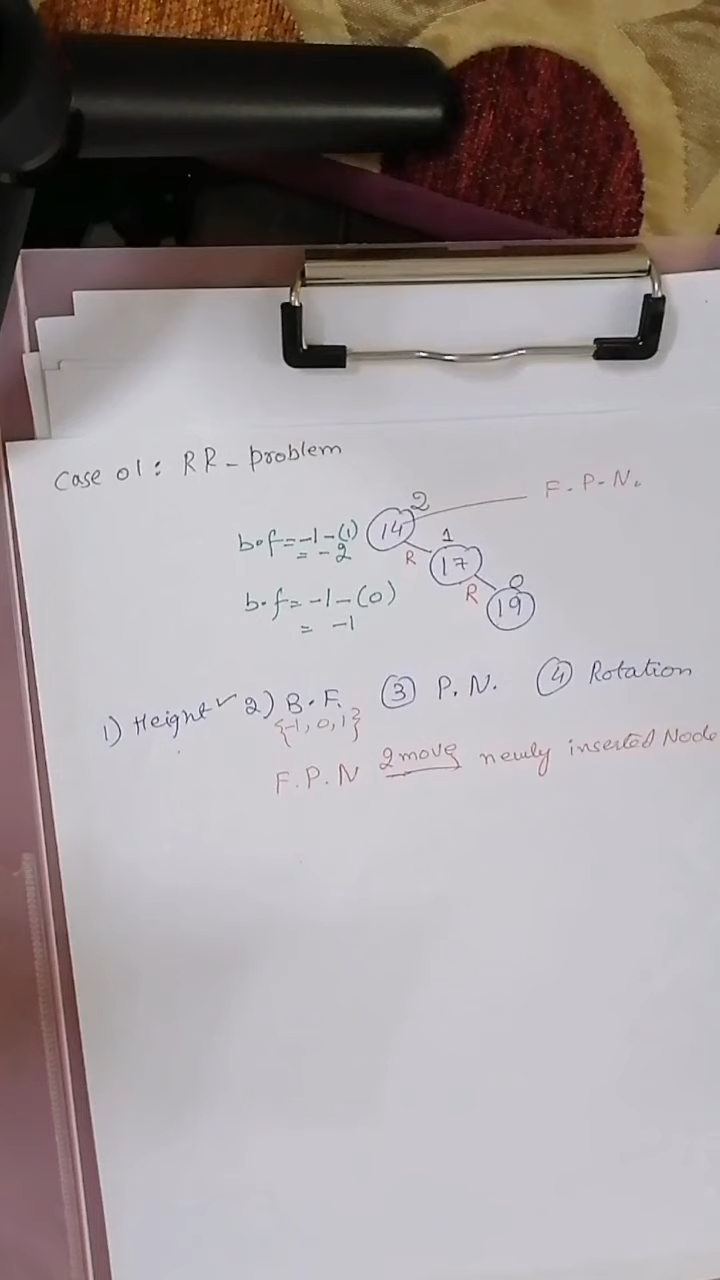 Case 01: RR - problem
2
F.P.N.
b.f = -1 - (1)
= -2
14
1
R
17
b.f = -1 - (0)
= -1
R
0
19
1) Height ✓ 2) B.F. ③ P.N. ④ Rotation
{-1, 0, 1}
F.P.N 2 move newly inserted Node